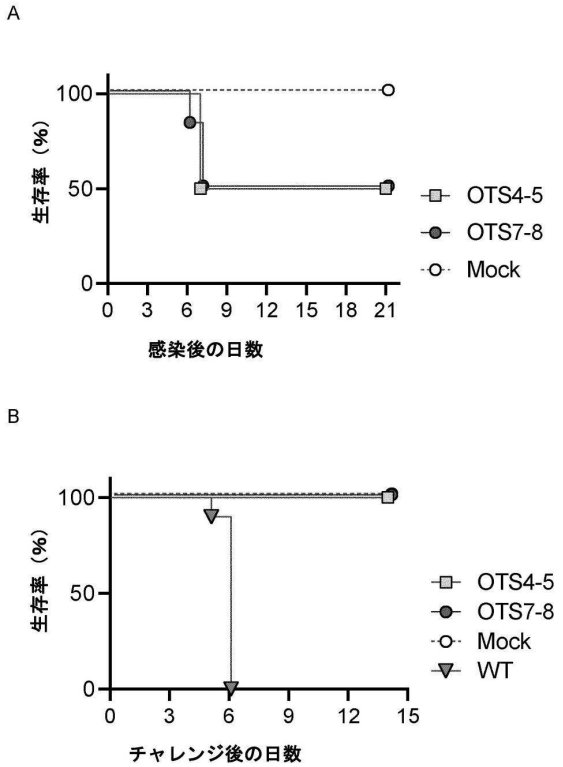 A
生存率（%）
100
50
0
0 3 6 9 12 15 18 21
感染後の日数
OTS4-5
OTS7-8
Mock
B
生存率（%）
100
50
0
0 3 6 9 12 15
チャレンジ後の日数
OTS4-5
OTS7-8
Mock
WT